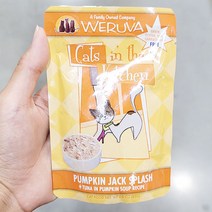 A Family Owned Company
WERUVA
Cats in the
Kitchen
PUMPKIN JACK SPLASH
TUNA IN PUMPKIN SOUP RECIPE